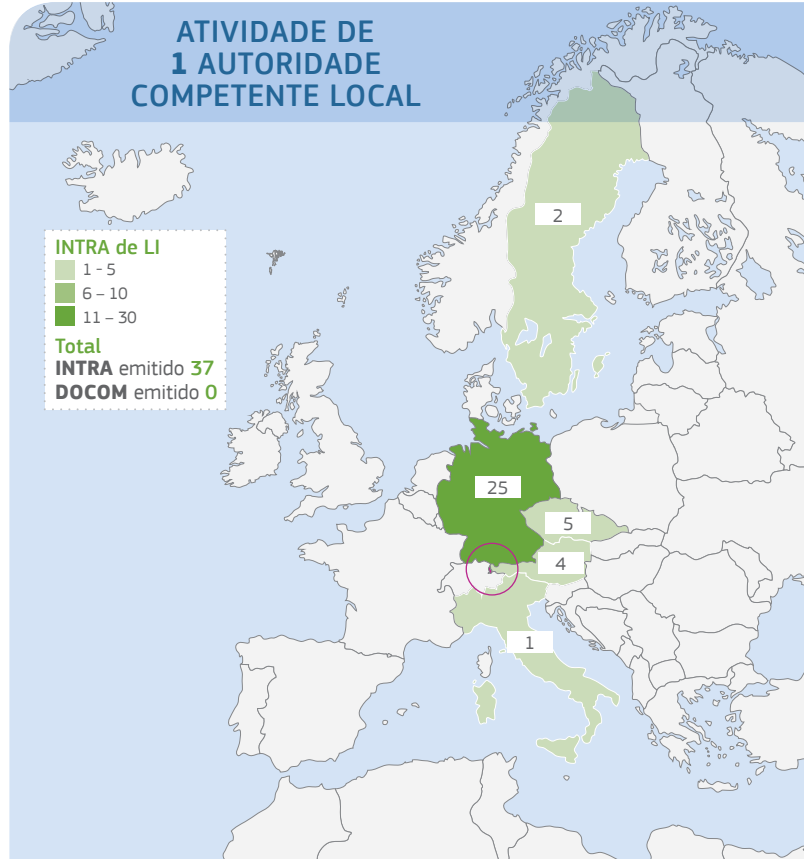 ATIVIDADE DE
1 AUTORIDADE
COMPETENTE LOCAL
2
INTRA de LI
1 - 5
6 – 10
11 – 30
Total
INTRA emitido 37
DOCOM emitido 0
25
5
4
1